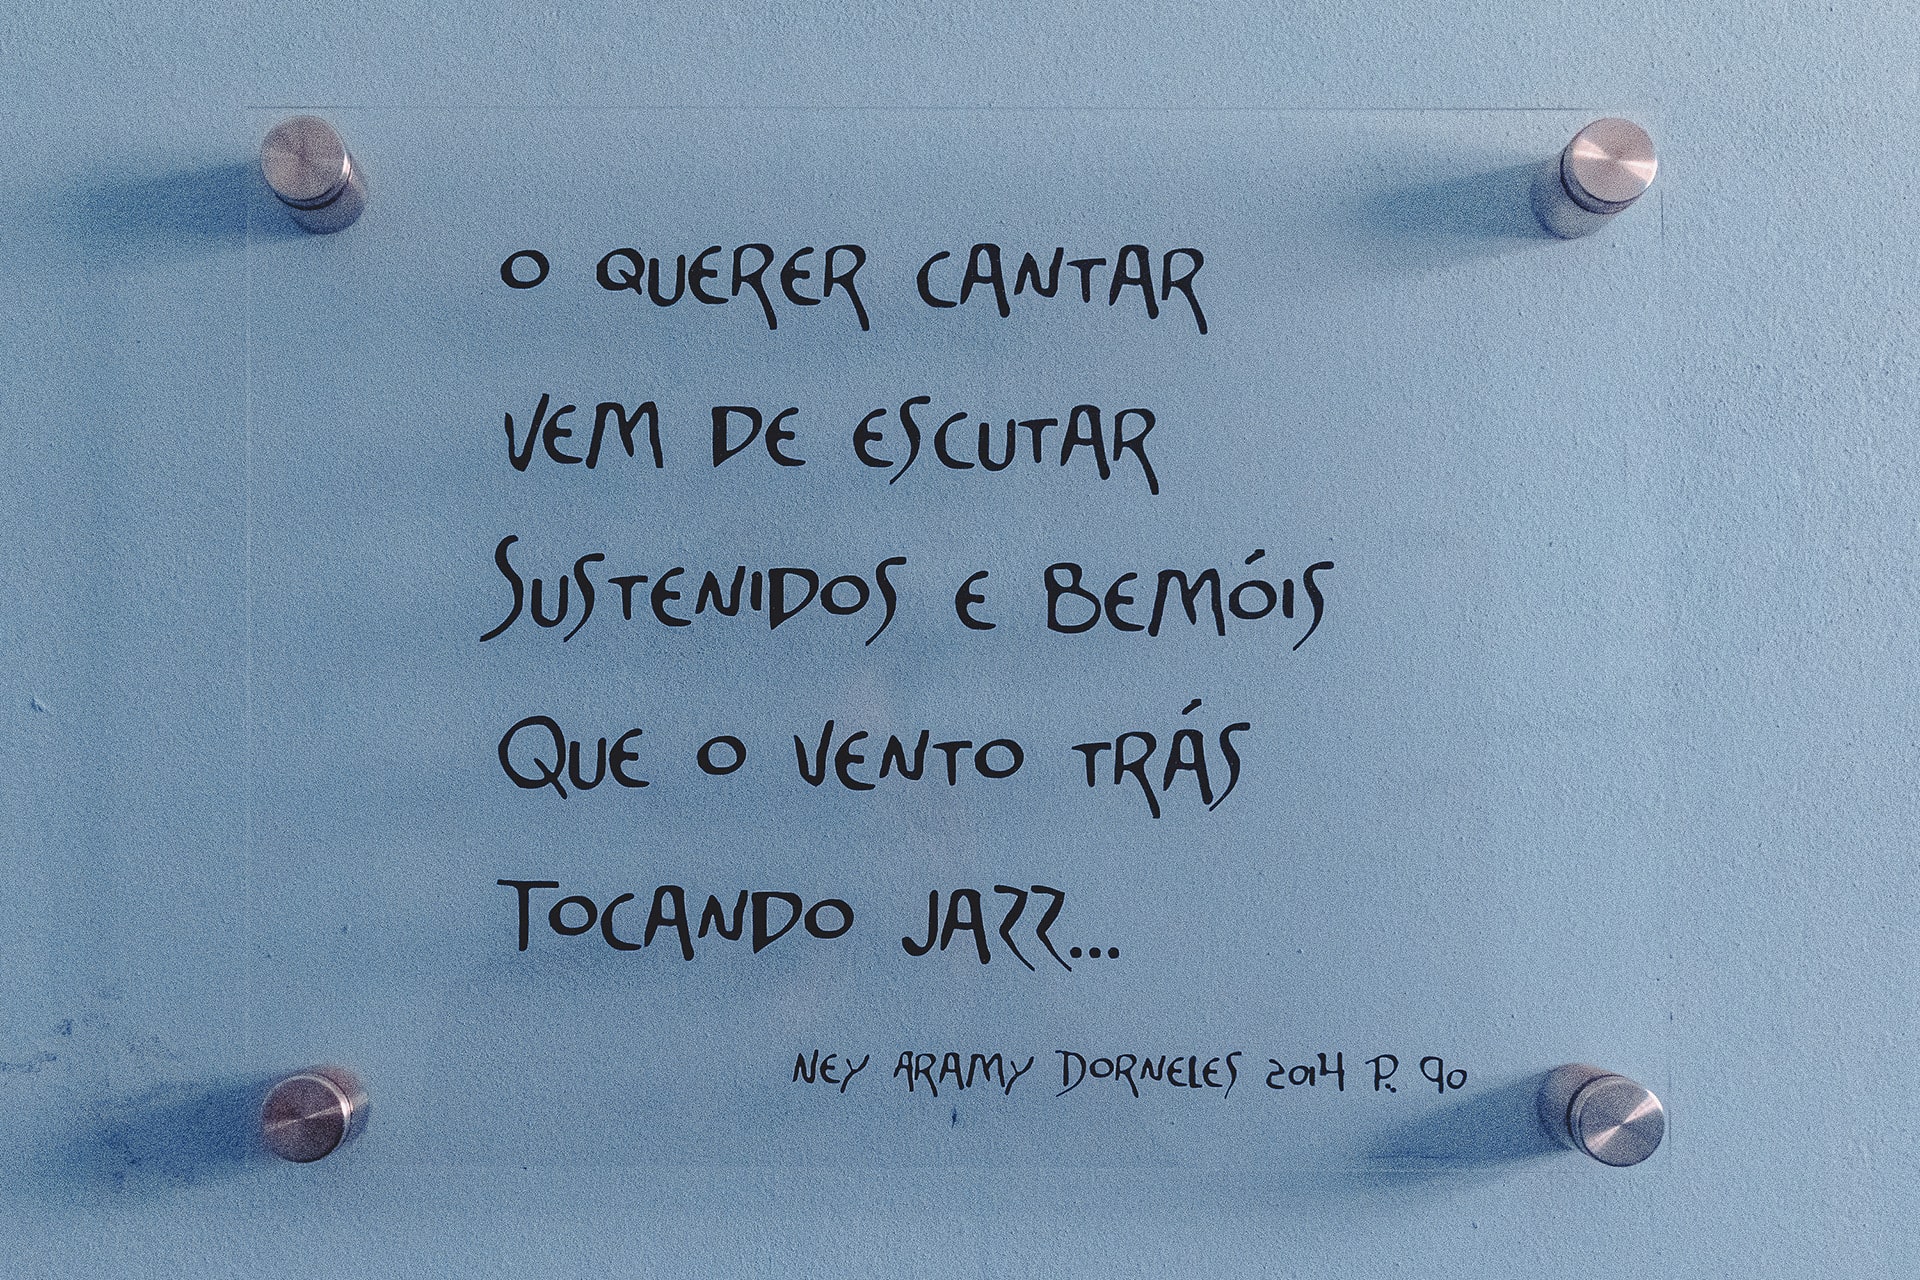 O QUERER CANTAR
VEM DE ESCUTAR
SUSTENIDOS E BEMÓIS
QUE O VENTO TRÁS
TOCANDO JAZZ...
NEY ARAMY DORNELES 2014 P. 90